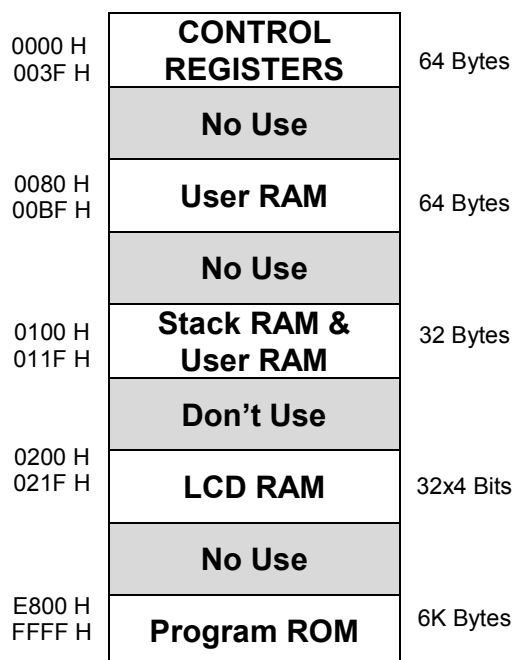 0000 H
003F H
CONTROL
REGISTERS
64 Bytes
No Use
0080 H
00BF H
User RAM
64 Bytes
No Use
0100 H
011F H
Stack RAM &
User RAM
32 Bytes
Don't Use
0200 H
021F H
LCD RAM
32x4 Bits
No Use
E800 H
FFFF H
Program ROM
6K Bytes